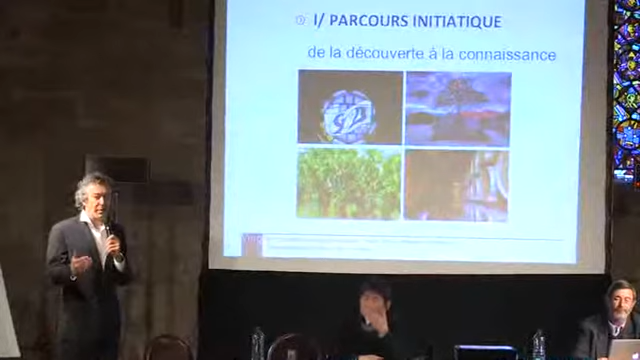 I/ PARCOURS INITIATIQUE
de la découverte à la connaissance